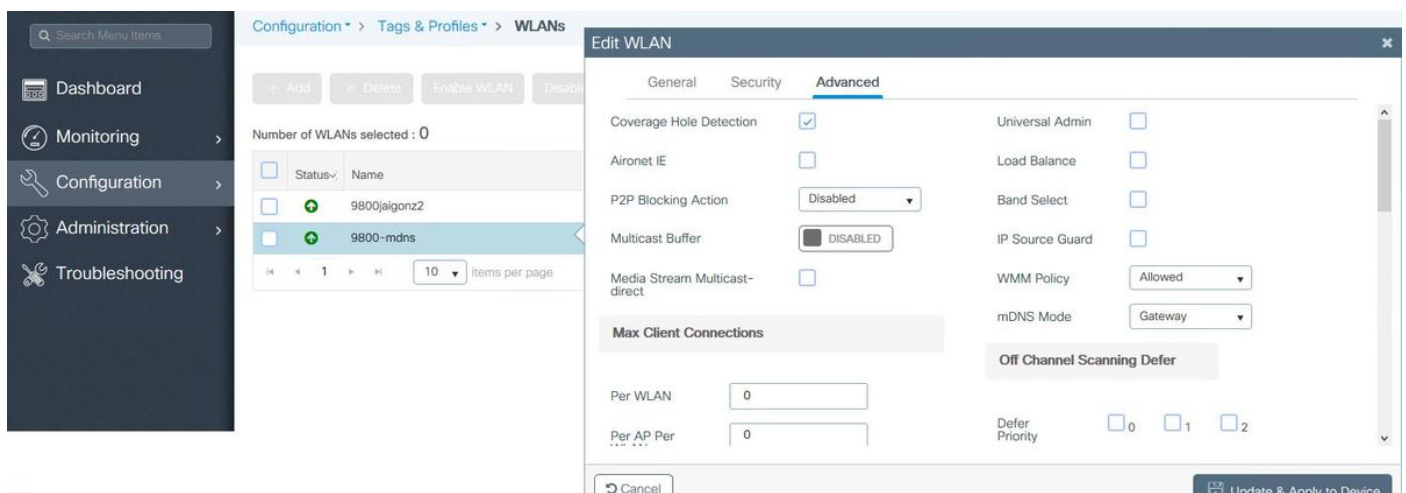 Search Menu Items
Dashboard
Monitoring
Configuration
Administration
Troubleshooting
Configuration > Tags & Profiles > WLANs
+ Add
× Delete
Enable WLAN
Number of WLANs selected : 0
Status Name
9800jaigonz2
9800-mdns
1 10 items per page
Edit WLAN
General Security Advanced
Coverage Hole Detection
Aironet IE
P2P Blocking Action Disabled
Multicast Buffer DISABLED
Media Stream Multicast-
direct
Max Client Connections
Per WLAN 0
Per AP Per 0
Universal Admin
Load Balance
Band Select
IP Source Guard
WMM Policy Allowed
mDNS Mode Gateway
Off Channel Scanning Defer
Defer
Priority
0 1 2
Cancel
Update & Apply to Device